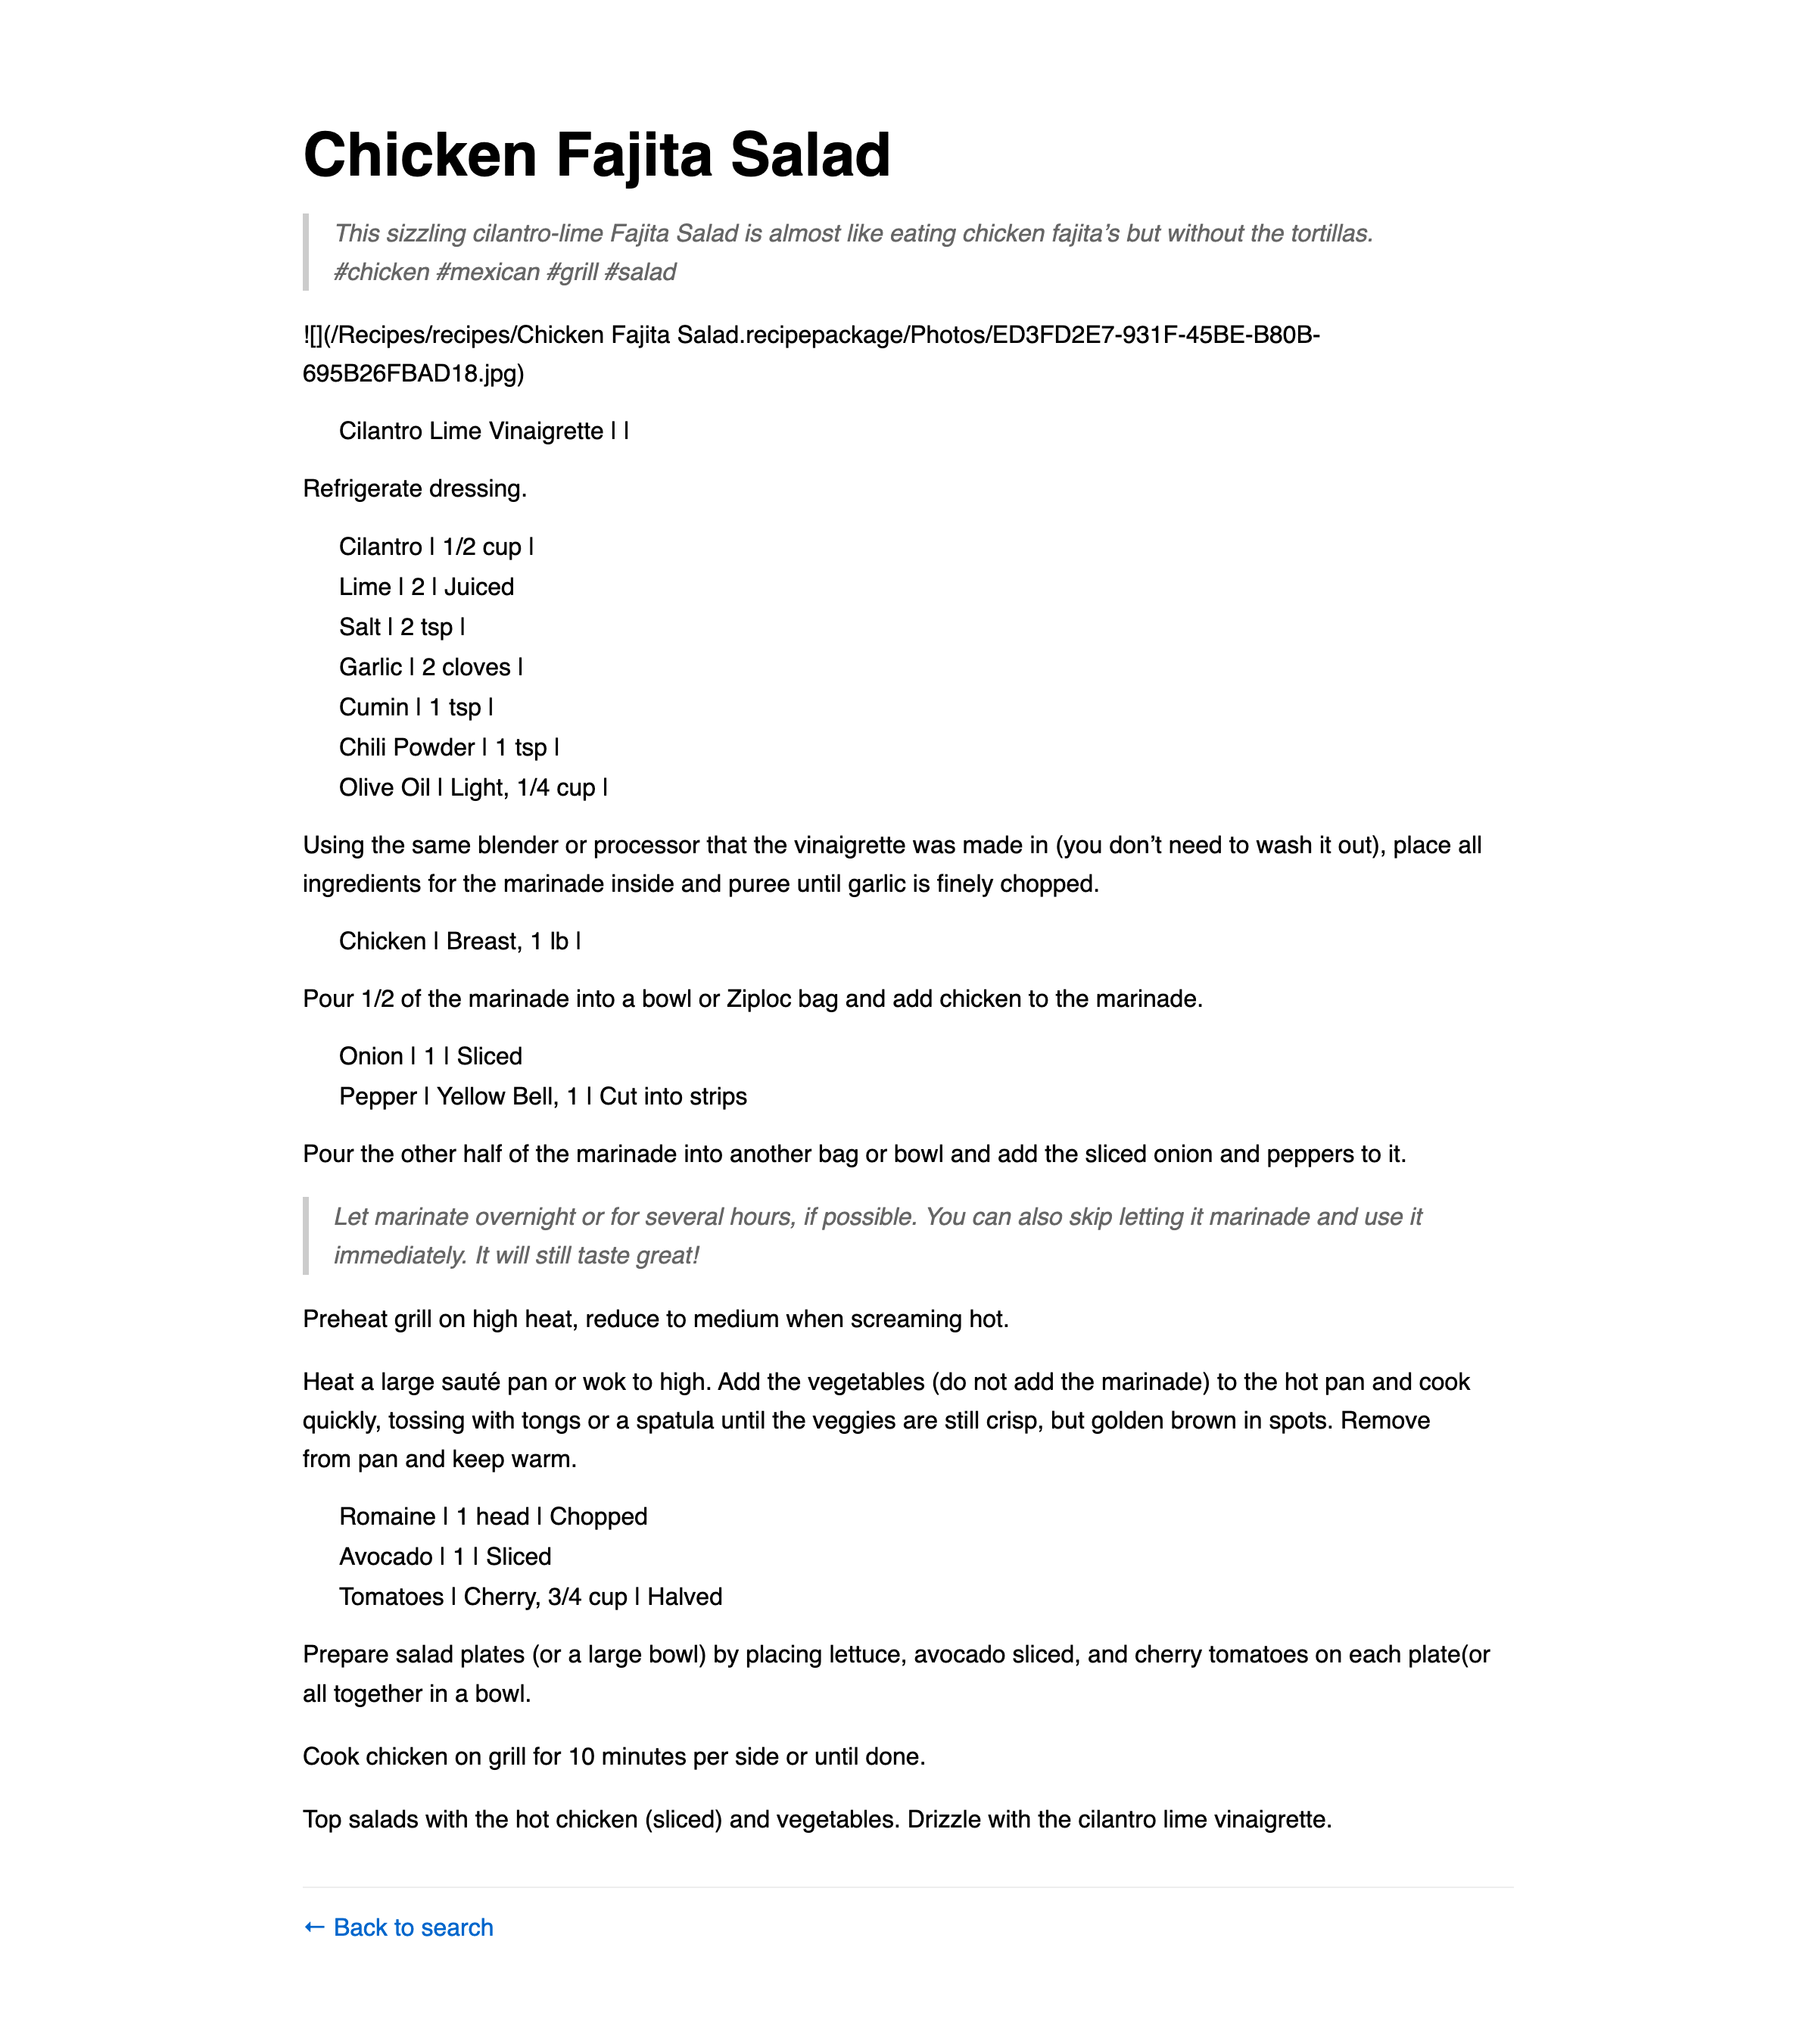 Chicken Fajita Salad
This sizzling cilantro-lime Fajita Salad is almost like eating chicken fajita’s but without the tortillas.
#chicken #mexican #grill #salad
![](/Recipes/recipes/Chicken Fajita Salad.recipepackage/Photos/ED3FD2E7-931F-45BE-B80B-
695B26FBAD18.jpg)
Cilantro Lime Vinaigrette | |
Refrigerate dressing.
Cilantro | 1/2 cup |
Lime | 2 | Juiced
Salt | 2 tsp |
Garlic | 2 cloves |
Cumin | 1 tsp |
Chili Powder | 1 tsp |
Olive Oil | Light, 1/4 cup |
Using the same blender or processor that the vinaigrette was made in (you don’t need to wash it out), place all
ingredients for the marinade inside and puree until garlic is finely chopped.
Chicken | Breast, 1 lb |
Pour 1/2 of the marinade into a bowl or Ziploc bag and add chicken to the marinade.
Onion | 1 | Sliced
Pepper | Yellow Bell, 1 | Cut into strips
Pour the other half of the marinade into another bag or bowl and add the sliced onion and peppers to it.
Let marinate overnight or for several hours, if possible. You can also skip letting it marinade and use it
immediately. It will still taste great!
Preheat grill on high heat, reduce to medium when screaming hot.
Heat a large sauté pan or wok to high. Add the vegetables (do not add the marinade) to the hot pan and cook
quickly, tossing with tongs or a spatula until the veggies are still crisp, but golden brown in spots. Remove
from pan and keep warm.
Romaine | 1 head | Chopped
Avocado | 1 | Sliced
Tomatoes | Cherry, 3/4 cup | Halved
Prepare salad plates (or a large bowl) by placing lettuce, avocado sliced, and cherry tomatoes on each plate(or
all together in a bowl.
Cook chicken on grill for 10 minutes per side or until done.
Top salads with the hot chicken (sliced) and vegetables. Drizzle with the cilantro lime vinaigrette.
← Back to search